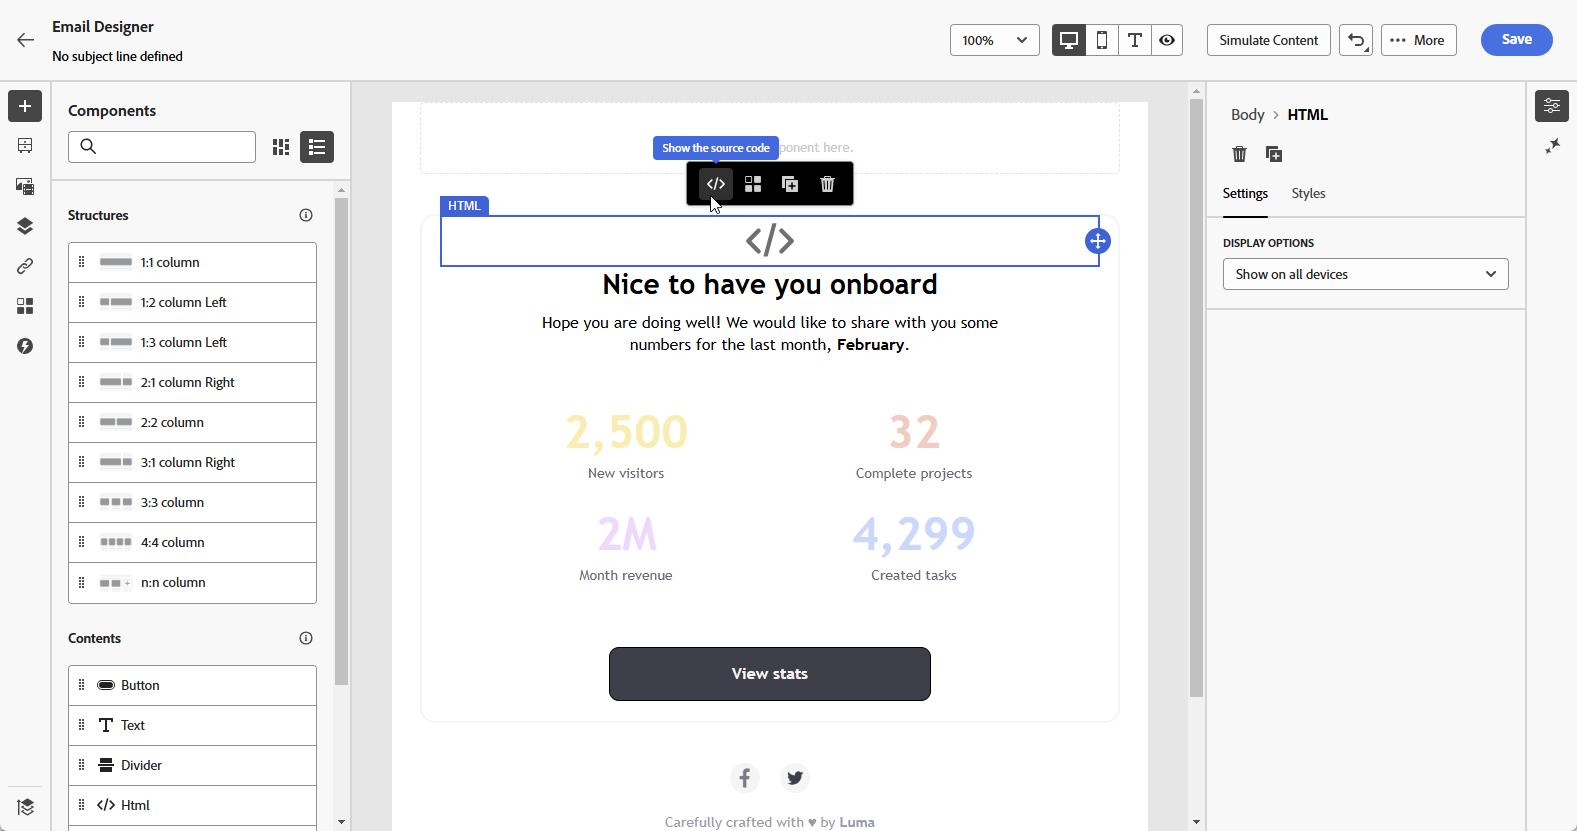 Email Designer
No subject line defined
100%
Simulate Content
More
Save
Components
Structures
1:1 column
1:2 column Left
1:3 column Left
2:1 column Right
2:2 column
3:1 column Right
3:3 column
4:4 column
n:n column
Contents
Button
Text
Divider
Html
Show the source code
ponent here.
HTML
Nice to have you onboard
Hope you are doing well! We would like to share with you some
numbers for the last month, February.
2,500
32
New visitors
Complete projects
2M
4,299
Month revenue
Created tasks
View stats
Carefully crafted with ♥ by Luma
Body > HTML
Settings
Styles
DISPLAY OPTIONS
Show on all devices